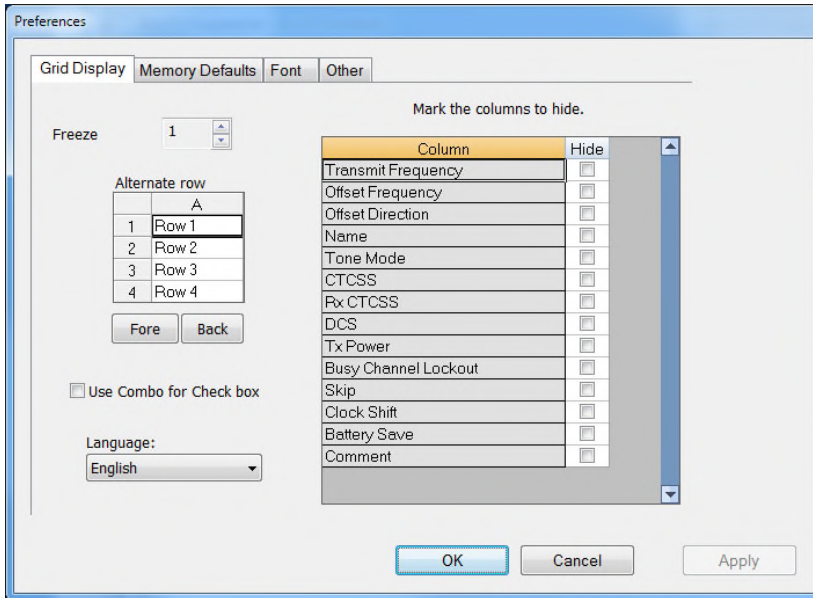 Preferences
Grid Display Memory Defaults Font Other
Mark the columns to hide.
Freeze 1
Alternate row
A
1 Row 1
2 Row 2
3 Row 3
4 Row 4
Fore Back
Use Combo for Check box
Language:
English
Column Hide
Transmit Frequency
Offset Frequency
Offset Direction
Name
Tone Mode
CTCSS
Rx CTCSS
DCS
Tx Power
Busy Channel Lockout
Skip
Clock Shift
Battery Save
Comment
OK Cancel Apply